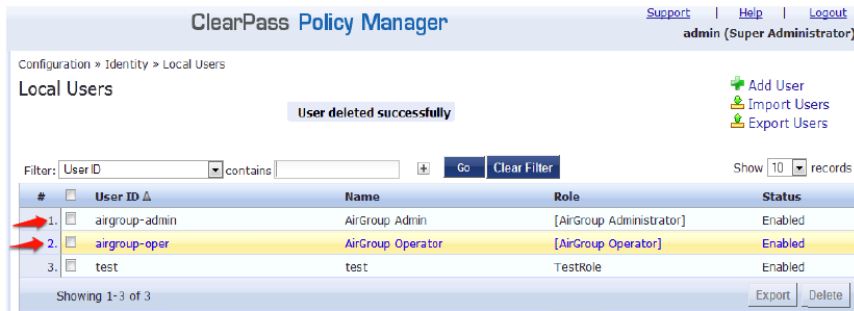 Support | Help | Logout
ClearPass Policy Manager
admin (Super Administrator)
Configuration » Identity » Local Users
Local Users
User deleted successfully
Add User
Import Users
Export Users
Filter: User ID contains + Go Clear Filter Show 10 records
# User ID Δ Name Role Status
1. airgroup-admin AirGroup Admin [AirGroup Administrator] Enabled
2. airgroup-oper AirGroup Operator [AirGroup Operator] Enabled
3. test test TestRole Enabled
Showing 1-3 of 3 Export Delete